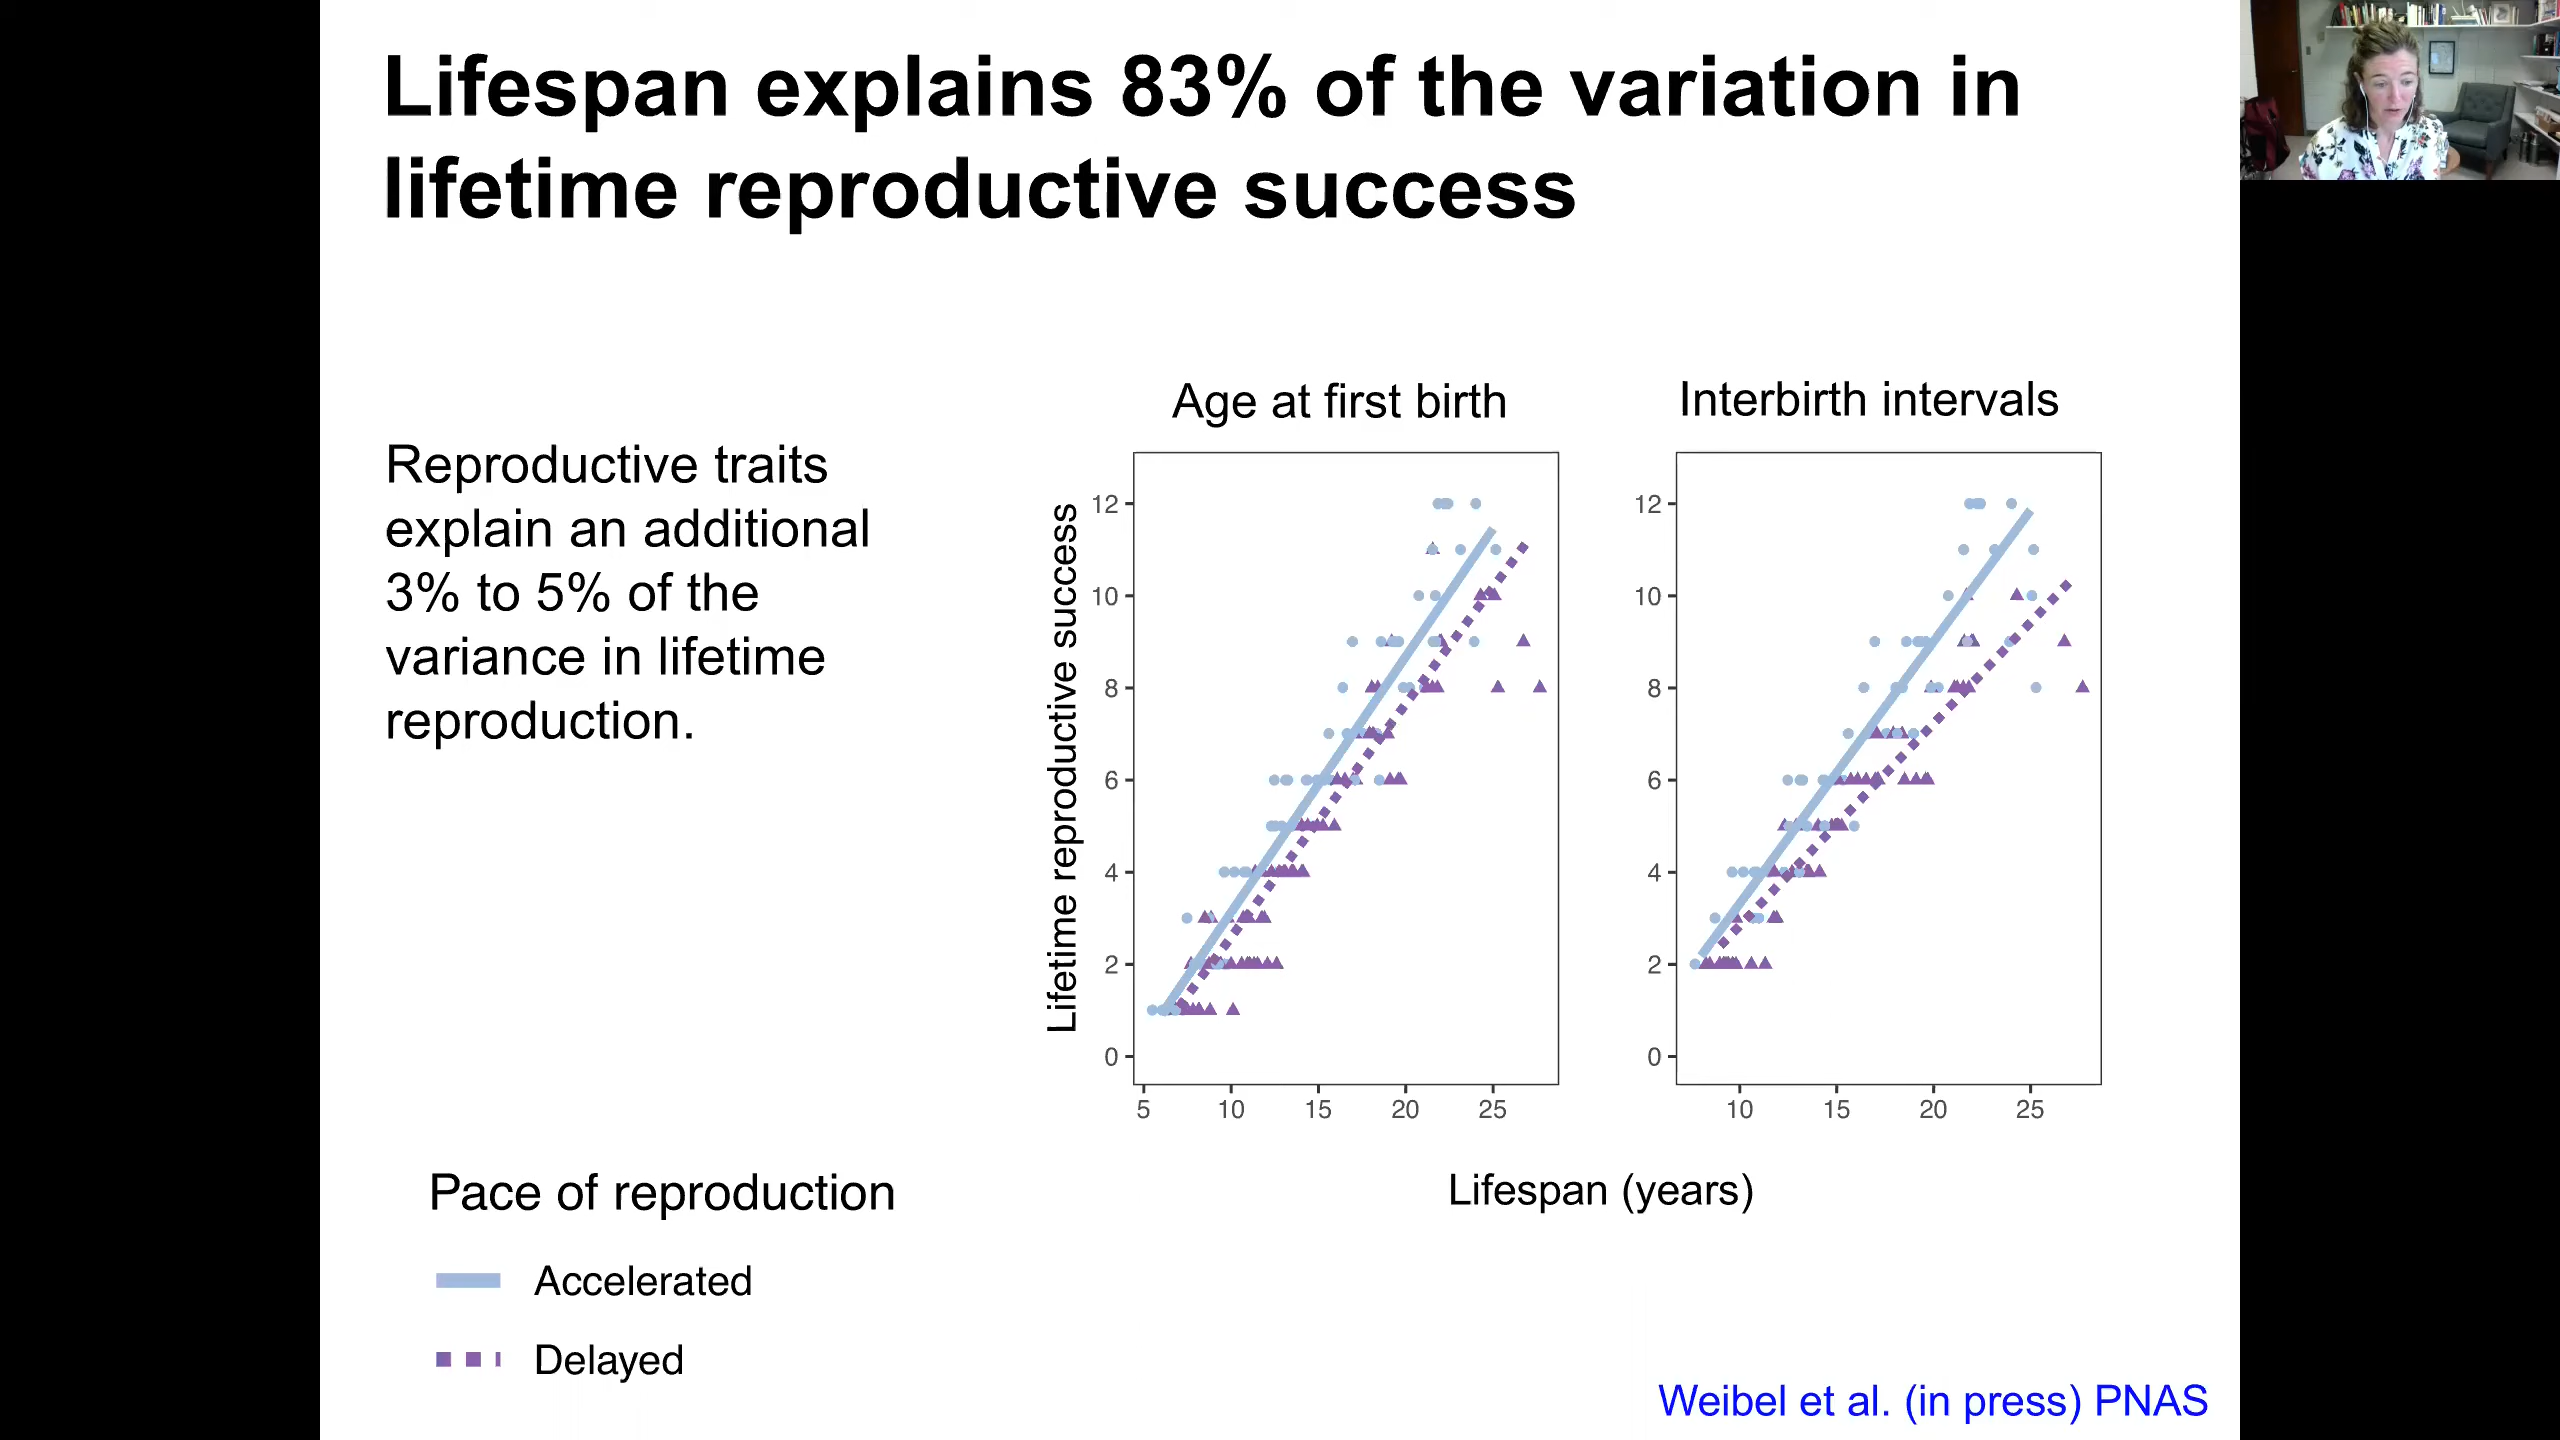 Lifespan explains 83% of the variation in
lifetime reproductive success
Reproductive traits
explain an additional
3% to 5% of the
variance in lifetime
reproduction.
Age at first birth
Interbirth intervals
Lifetime reproductive success
12
10
8
6
4
2
0
5 10 15 20 25
12
10
8
6
4
2
0
10 15 20 25
Lifespan (years)
Pace of reproduction
Accelerated
Delayed
Weibel et al. (in press) PNAS